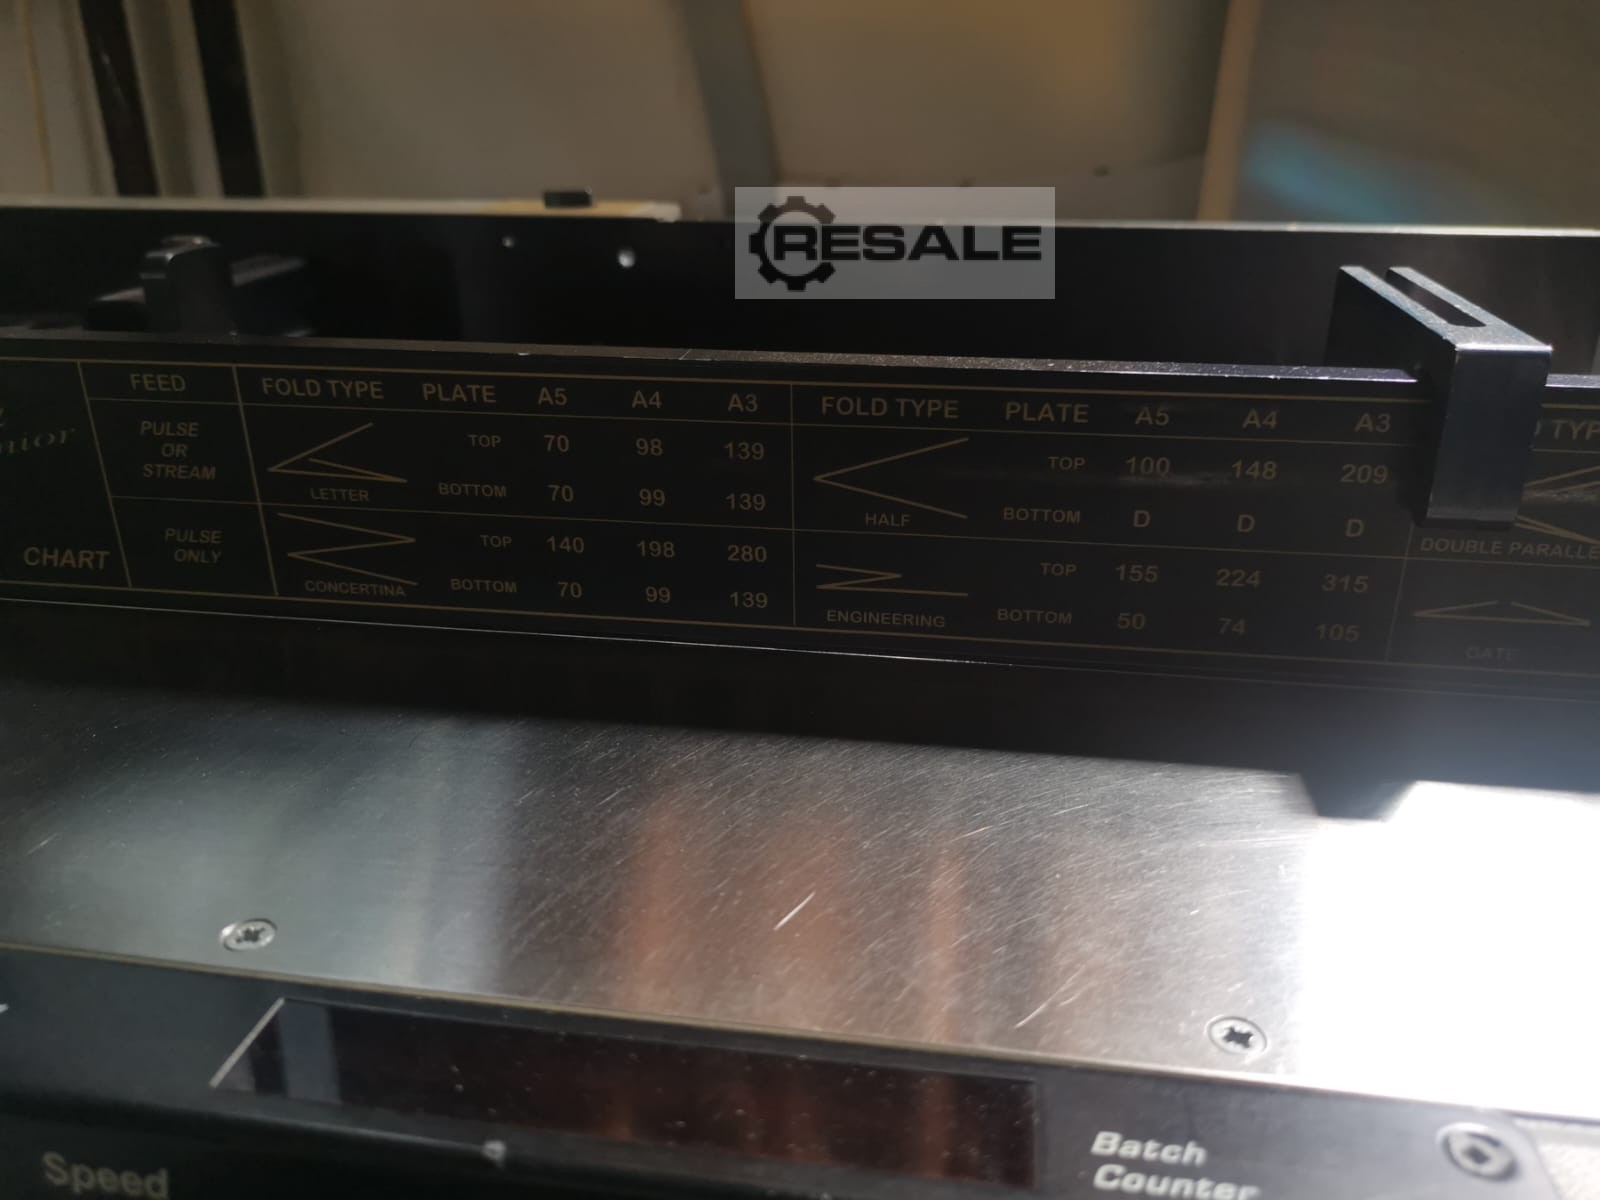 RESALE
FEED
PULSE
OR
STREAM
PULSE
ONLY
CHART
FOLD TYPE PLATE A5 A4 A3
TOP 70 98 139
LETTER BOTTOM 70 99 139
TOP 140 198 280
CONCERTINA BOTTOM 70 99 139
FOLD TYPE PLATE A5 A4 A3
TOP 100 148 209
HALF BOTTOM D D D
TOP 155 224 315
ENGINEERING BOTTOM 50 74 105
TYP
DOUBLE PARALLE
GATE
Speed
Batch
Counter